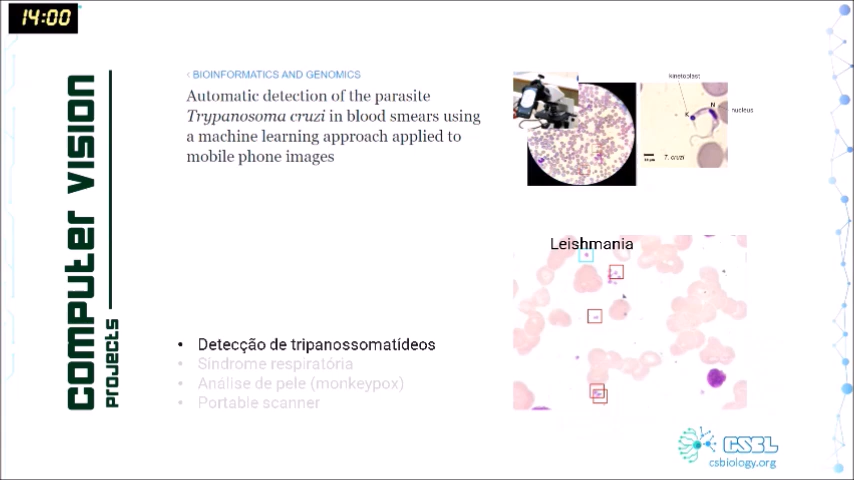 14:00
computer vision
projects
‹ BIOINFORMATICS AND GENOMICS
Automatic detection of the parasite
Trypanosoma cruzi in blood smears using
a machine learning approach applied to
mobile phone images
kinetoplast
N
nucleus
K
T. cruzi
Leishmania
• Detecção de tripanossomatídeos
• Síndrome respiratória
• Análise de pele (monkeypox)
• Portable scanner
CSBL
csbiology.org